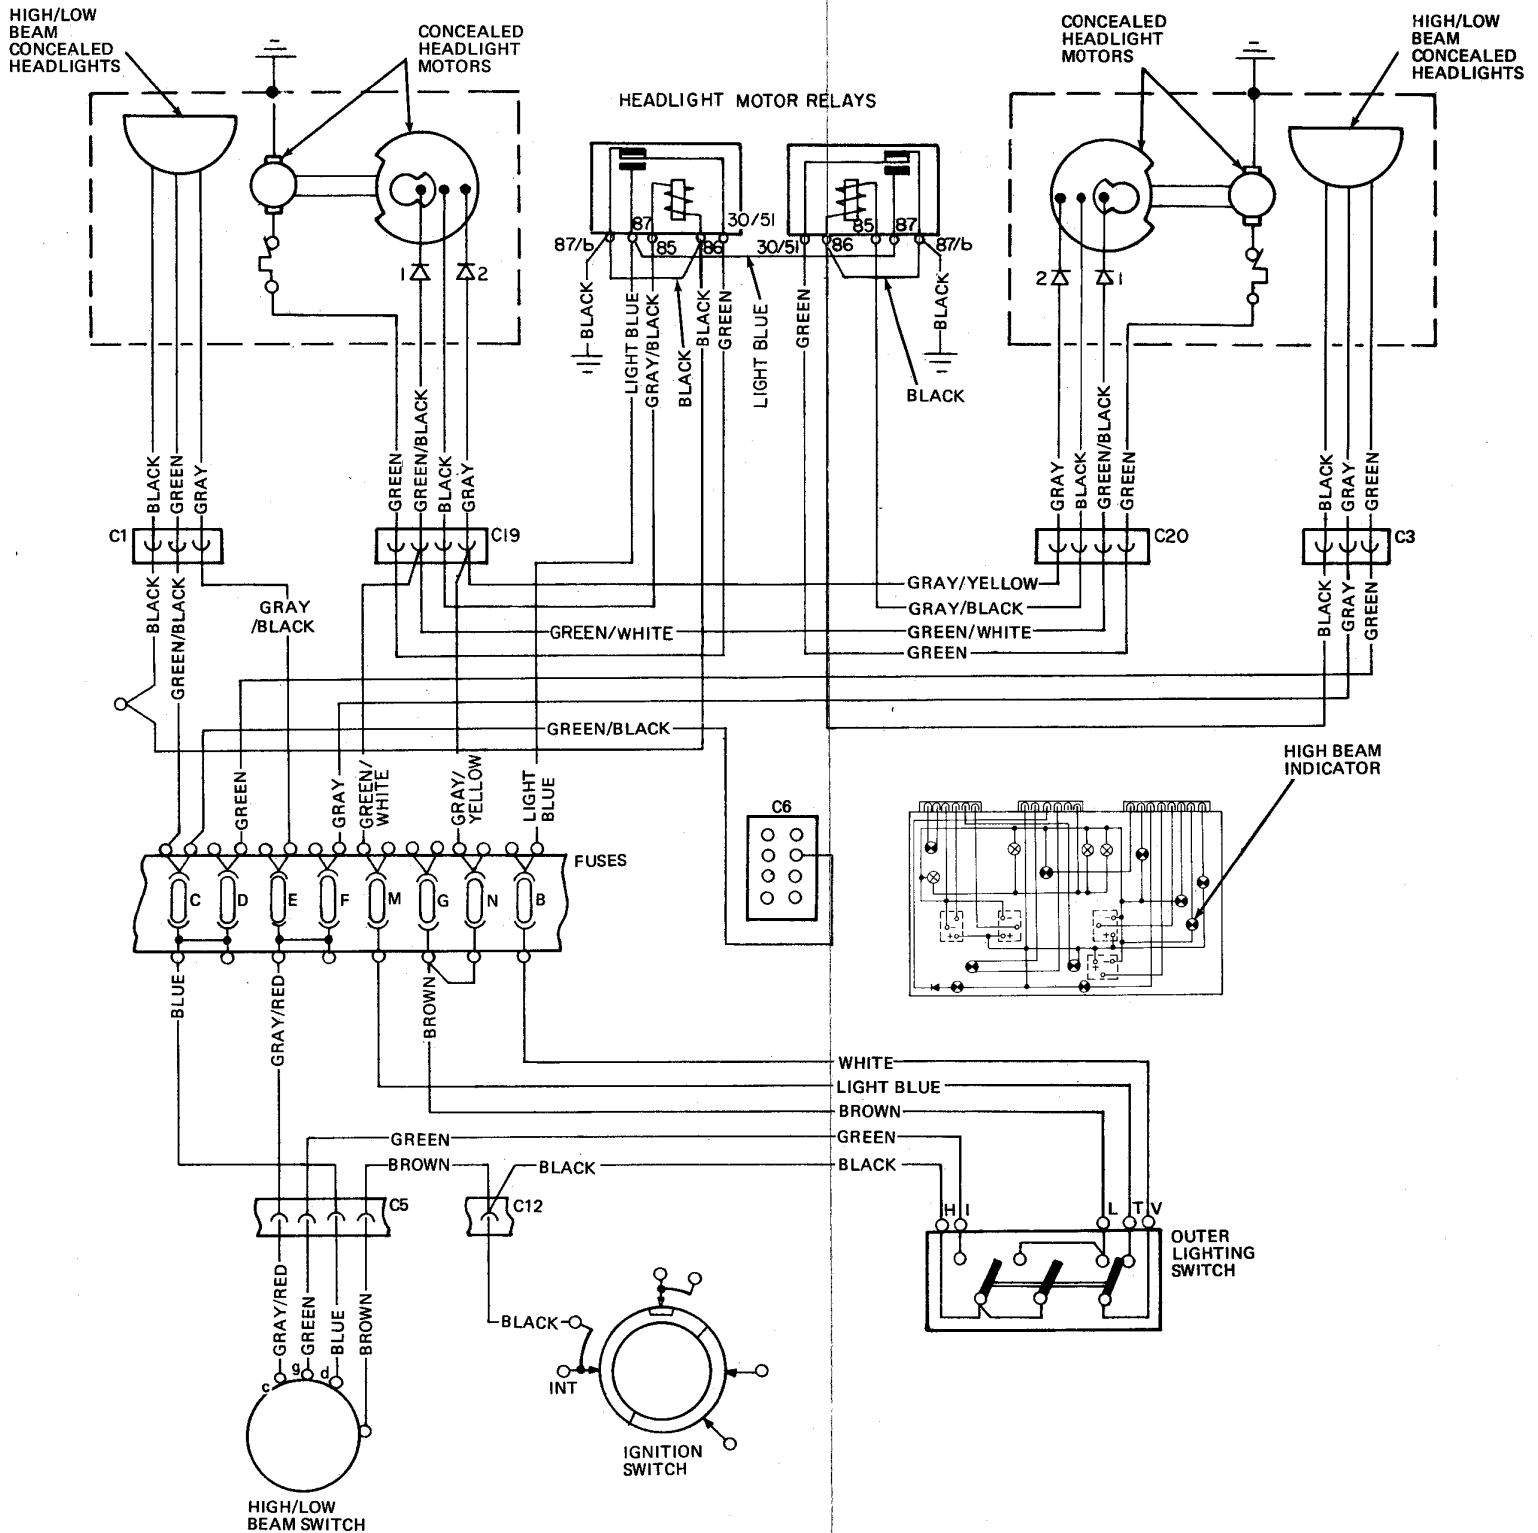 HIGH/LOW
BEAM
CONCEALED
HEADLIGHTS
CONCEALED
HEADLIGHT
MOTORS
HEADLIGHT MOTOR RELAYS
CONCEALED
HEADLIGHT
MOTORS
HIGH/LOW
BEAM
CONCEALED
HEADLIGHTS
87/b
87
85
86
30/51
30/51
86
85
87
87/b
1
2
2
1
BLACK
LIGHT BLUE
GRAY/BLACK
BLACK
BLACK
GREEN
LIGHT BLUE
GREEN
BLACK
BLACK
BLACK
GREEN
GRAY
GREEN
GREEN/BLACK
BLACK
GRAY
GRAY
BLACK
GREEN/BLACK
GREEN
BLACK
GRAY
GREEN
C1
C19
C20
C3
BLACK
GREEN/BLACK
GRAY
/BLACK
GRAY/YELLOW
GRAY/BLACK
GREEN/WHITE
GREEN/WHITE
GREEN
BLACK
GRAY
GREEN
GREEN/BLACK
GREEN
GRAY
GREEN/
WHITE
GRAY/
YELLOW
LIGHT
BLUE
HIGH BEAM
INDICATOR
C6
FUSES
C
D
E
F
M
G
N
B
BLUE
GRAY/RED
BROWN
WHITE
LIGHT BLUE
BROWN
GREEN
GREEN
BROWN
BLACK
BLACK
C5
C12
H
I
L
T
V
OUTER
LIGHTING
SWITCH
GRAY/RED
GREEN
BLUE
BROWN
BLACK
INT
c
g
d
IGNITION
SWITCH
HIGH/LOW
BEAM SWITCH